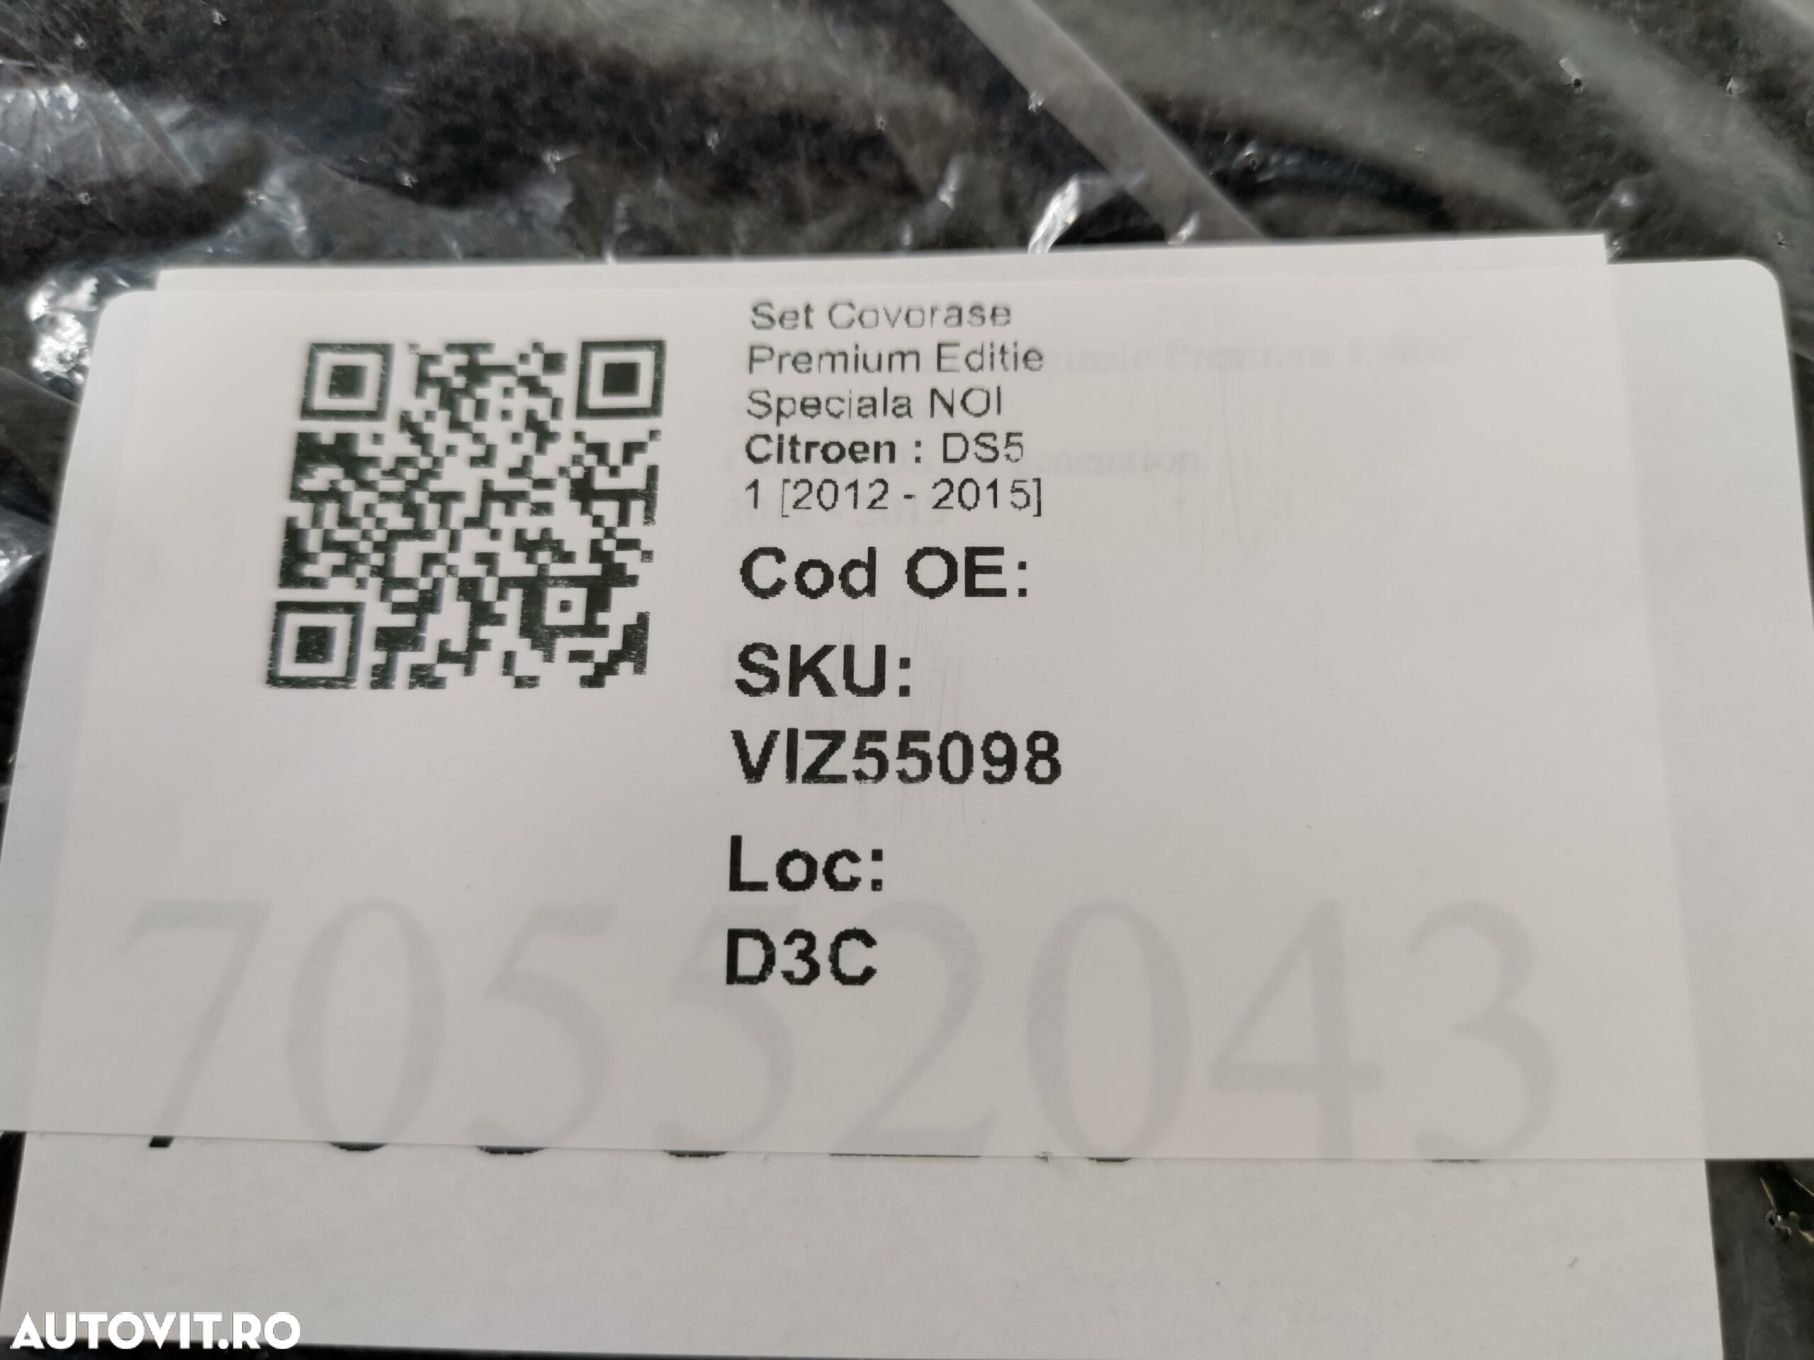 Set Covorase
Premium Editie
Speciala NOI
Citroen : DS5
1 [2012 - 2015]
Cod OE:
SKU:
VIZ55098
Loc:
D3C
70552043
AUTOVIT.RO